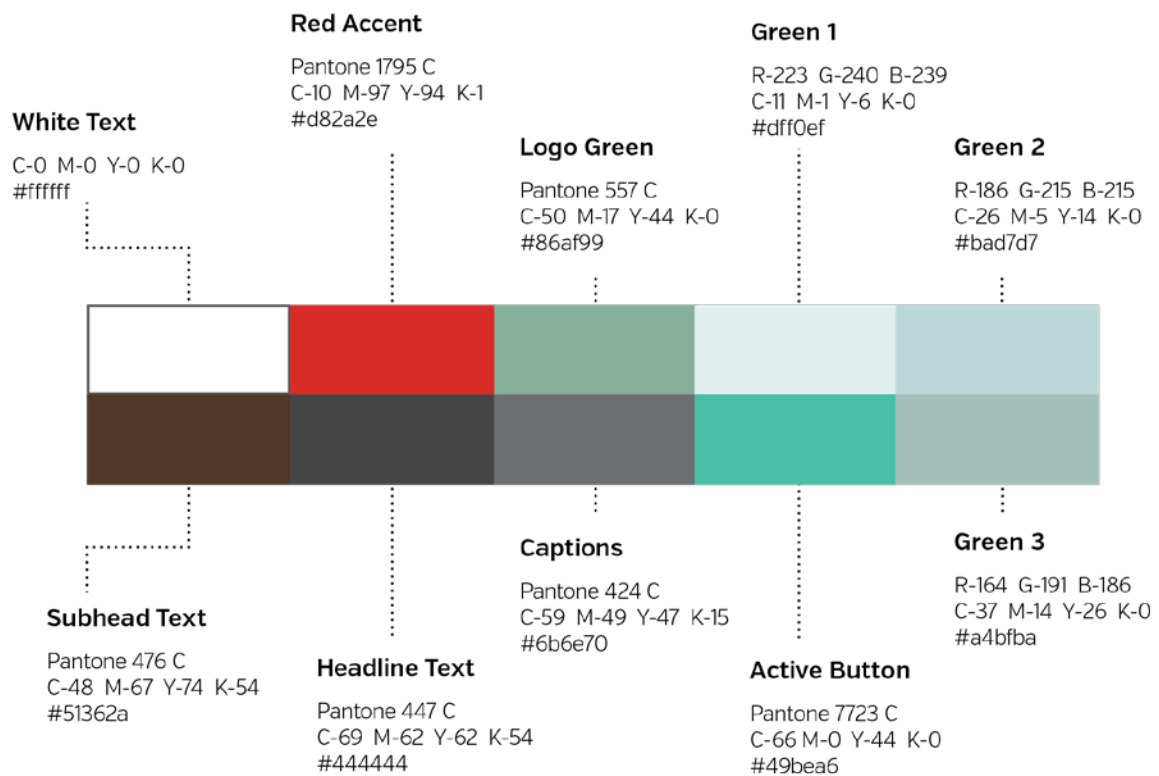 Red Accent
Pantone 1795 C
C-10 M-97 Y-94 K-1
#d82a2e
Green 1
R-223 G-240 B-239
C-11 M-1 Y-6 K-0
#dff0ef
White Text
C-0 M-0 Y-0 K-0
#ffffff
Logo Green
Pantone 557 C
C-50 M-17 Y-44 K-0
#86af99
Green 2
R-186 G-215 B-215
C-26 M-5 Y-14 K-0
#bad7d7
Subhead Text
Pantone 476 C
C-48 M-67 Y-74 K-54
#51362a
Headline Text
Pantone 447 C
C-69 M-62 Y-62 K-54
#444444
Captions
Pantone 424 C
C-59 M-49 Y-47 K-15
#6b6e70
Active Button
Pantone 7723 C
C-66 M-0 Y-44 K-0
#49bea6
Green 3
R-164 G-191 B-186
C-37 M-14 Y-26 K-0
#a4bfba